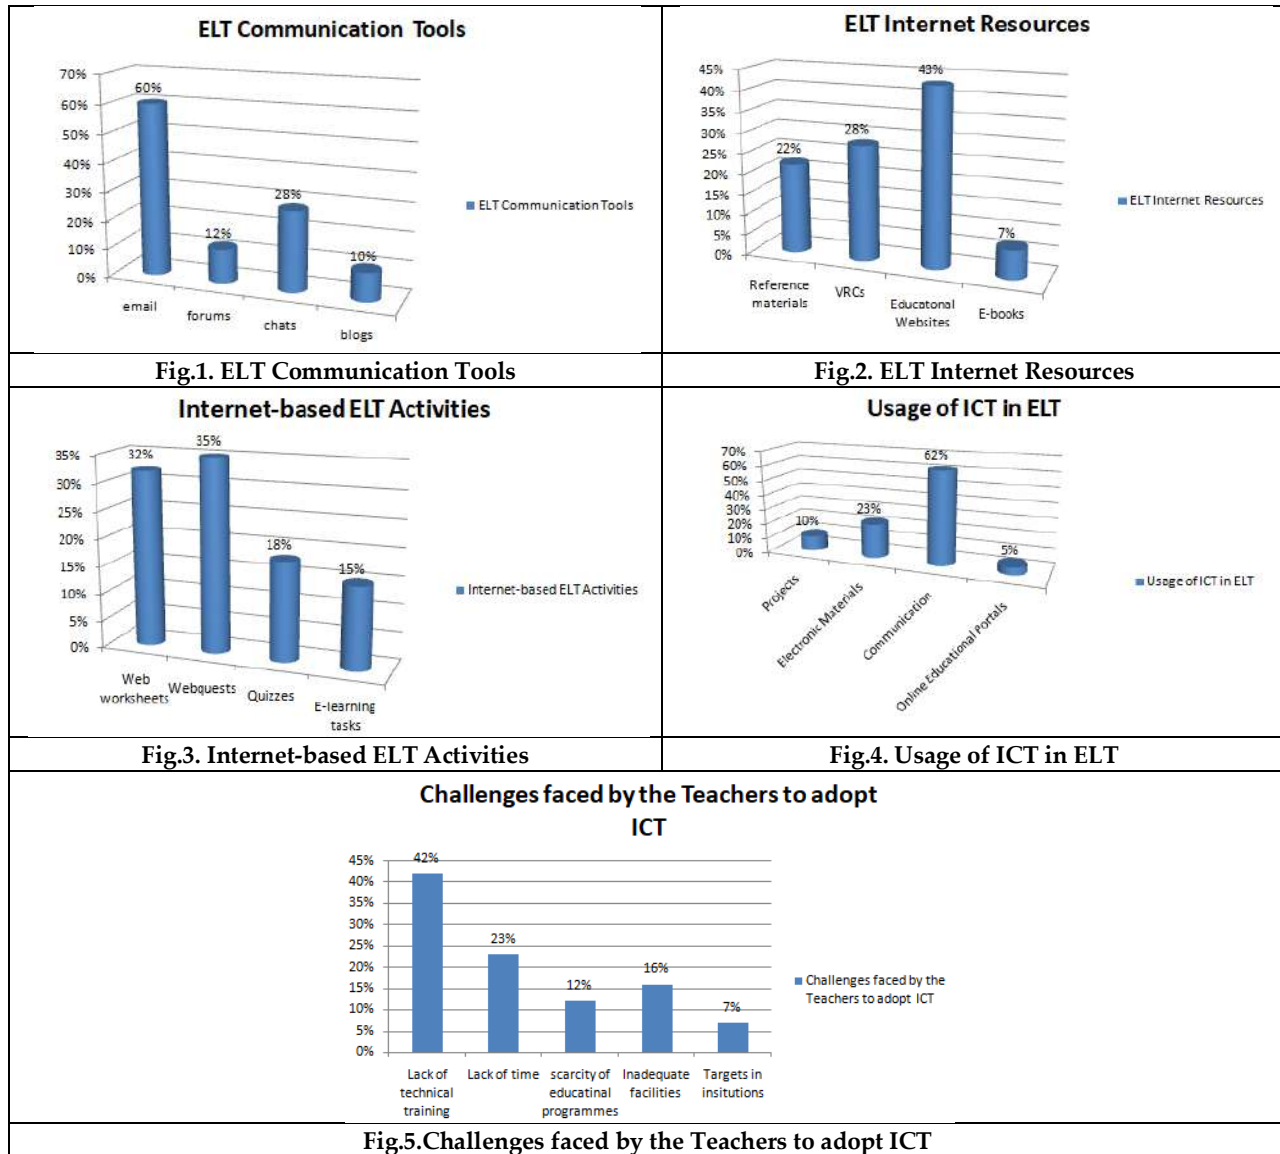 ELT Communication Tools
70%
60%
50%
40%
30%
20%
10%
0%
60%
12%
28%
10%
email
forums
chats
blogs
ELT Communication Tools
Fig.1. ELT Communication Tools
ELT Internet Resources
45%
40%
35%
30%
25%
20%
15%
10%
5%
0%
22%
28%
43%
7%
Reference
materials
VRCs
Educatonal
Websites
E-books
ELT Internet Resources
Fig.2. ELT Internet Resources
Internet-based ELT Activities
35%
30%
25%
20%
15%
10%
5%
0%
32%
35%
18%
15%
Web
worksheets
Webquests
Quizzes
E-learning
tasks
Internet-based ELT Activities
Fig.3. Internet-based ELT Activities
Usage of ICT in ELT
70%
60%
50%
40%
30%
20%
10%
0%
10%
23%
62%
5%
Projects
Electronic Materials
Communication
Online Educational Portals
Usage of ICT in ELT
Fig.4. Usage of ICT in ELT
Challenges faced by the Teachers to adopt
ICT
45%
40%
35%
30%
25%
20%
15%
10%
5%
0%
42%
23%
12%
16%
7%
Lack of
technical
training
Lack of time
scarcity of
educatinal
programmes
Inadequate
facilities
Targets in
insitutions
Challenges faced by the
Teachers to adopt ICT
Fig.5.Challenges faced by the Teachers to adopt ICT